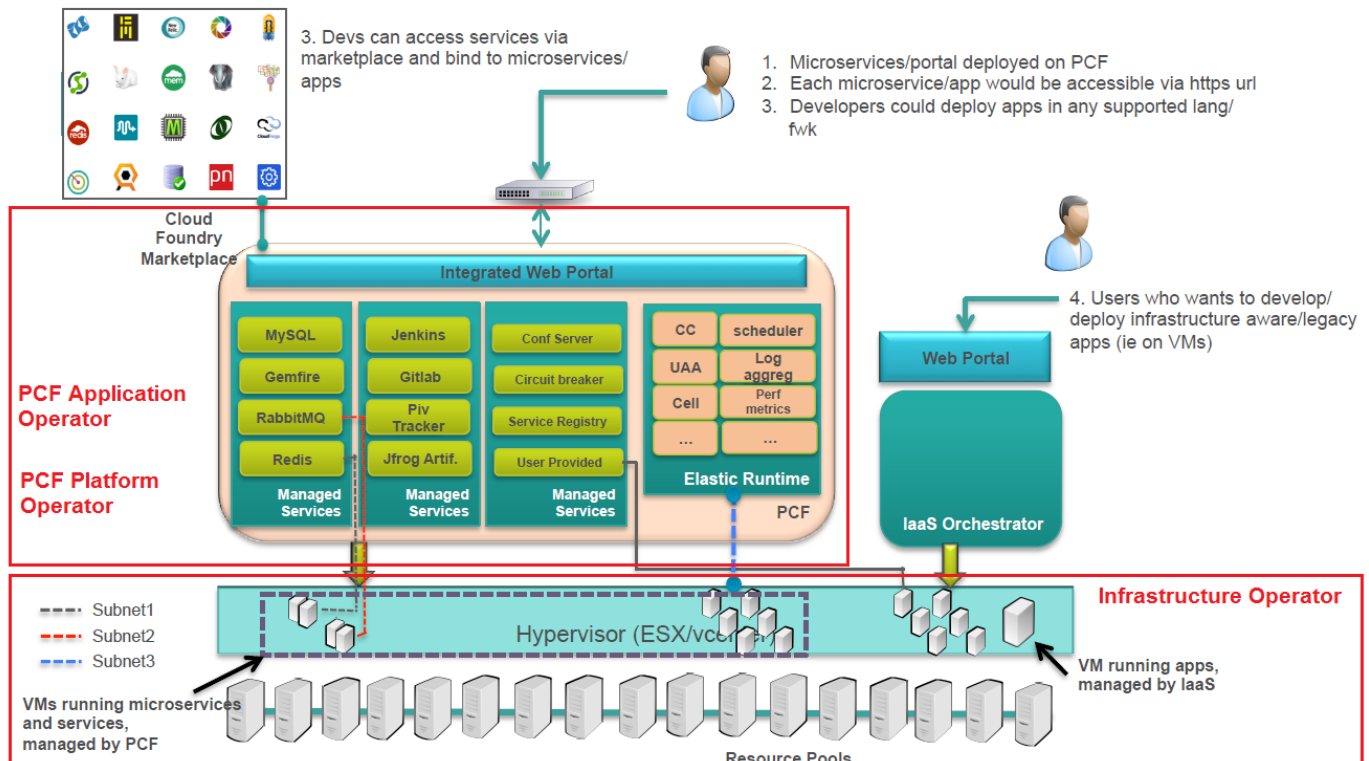 3. Devs can access services via
marketplace and bind to microservices/
apps
1. Microservices/portal deployed on PCF
2. Each microservice/app would be accessible via https url
3. Developers could deploy apps in any supported lang/
fwk
New Relic.
mem
redis
M
CloudForge
pn
Cloud
Foundry
Marketplace
Integrated Web Portal
MySQL
Gemfire
RabbitMQ
Redis
Managed
Services
Jenkins
Gitlab
Piv
Tracker
Jfrog Artif.
Managed
Services
Conf Server
Circuit breaker
Service Registry
User Provided
Managed
Services
CC
scheduler
UAA
Log
aggreg
Cell
Perf
metrics
...
...
Elastic Runtime
PCF
PCF Application
Operator
PCF Platform
Operator
4. Users who wants to develop/
deploy infrastructure aware/legacy
apps (ie on VMs)
Web Portal
IaaS Orchestrator
Infrastructure Operator
Subnet1
Subnet2
Subnet3
Hypervisor (ESX/vcenter)
VMs running microservices
and services,
managed by PCF
VM running apps,
managed by IaaS
Resource Pools